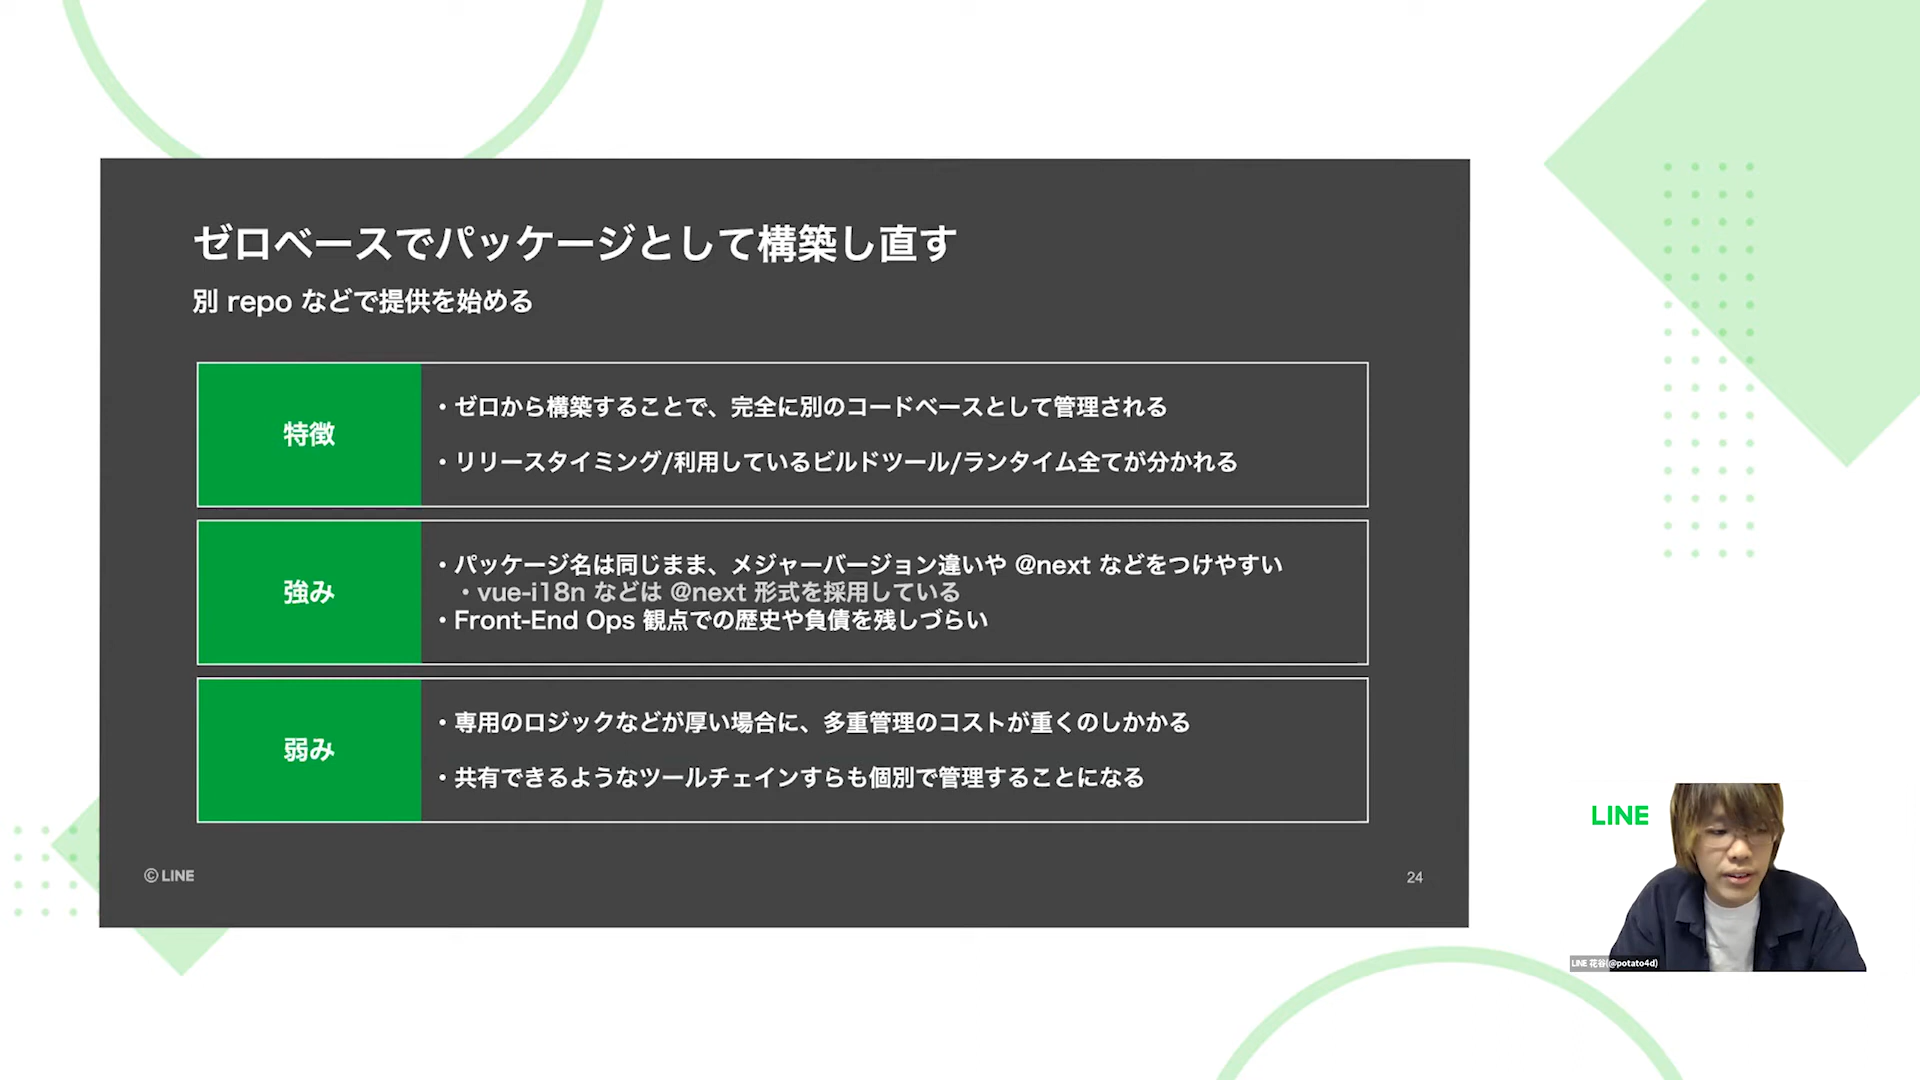 ゼロベースでパッケージとして構築し直す
別 repo などで提供を始める
特徴
・ゼロから構築することで、完全に別のコードベースとして管理される
・リリースタイミング/利用しているビルドツール/ランタイム全てが分かれる
強み
・パッケージ名は同じまま、メジャーバージョン違いや @next などをつけやすい
・vue-i18n などは @next 形式を採用している
・Front-End Ops 観点での歴史や負債を残しづらい
弱み
・専用のロジックなどが厚い場合に、多重管理のコストが重くのしかかる
・共有できるようなツールチェインすらも個別で管理することになる
© LINE
24
LINE
LINE 花谷(@potato4d)